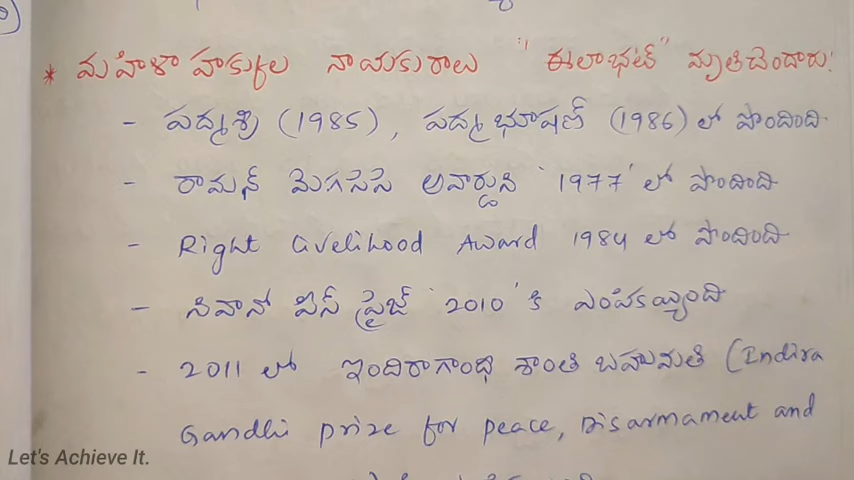 * మహిళా హక్కుల నాయకురాలు "ఈలాభట్" మృతిచెందారు!
- పద్మశ్రీ (1985), పద్మభూషణ్ (1986) లో పొందింది
- రామన్ మెగసెసె అవార్డుని '1977' లో పొందింది
- Right Livelihood Award 1984 లో పొందింది
- నివానో పీస్ ప్రైజ్ '2010' కి ఎంపికయ్యింది
- 2011 లో ఇందిరాగాంధీ శాంతి బహుమతి (Indira
Gandhi prize for peace, Disarmament and
Let's Achieve It.